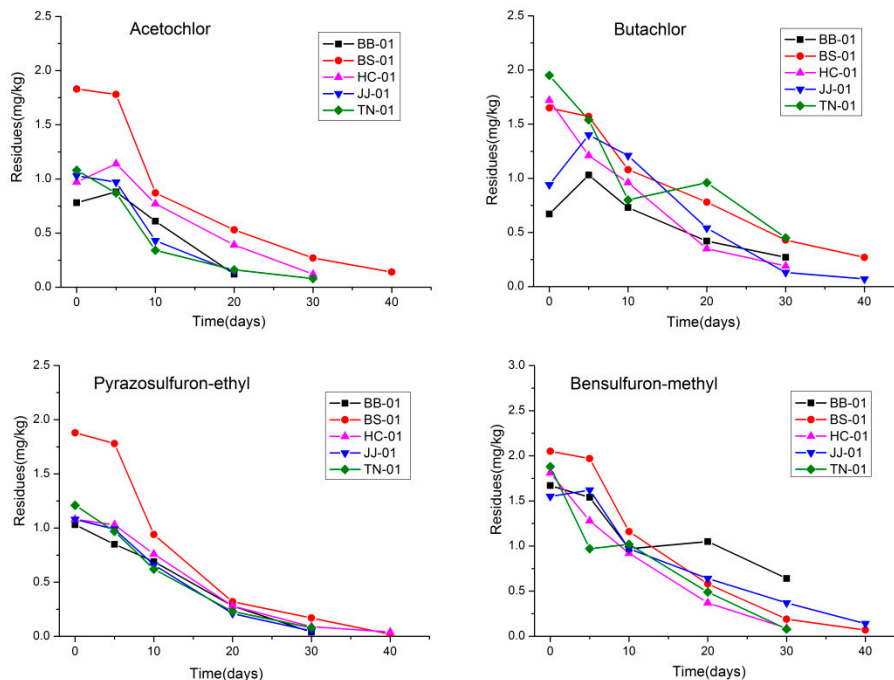 Acetochlor
BB-01
BS-01
HC-01
JJ-01
TN-01
Residues(mg/kg)
2.5
2.0
1.5
1.0
0.5
0.0
0 10 20 30 40
Time(days)
Butachlor
BB-01
BS-01
HC-01
JJ-01
TN-01
Residues(mg/kg)
2.5
2.0
1.5
1.0
0.5
0.0
0 10 20 30 40
Time(days)
Pyrazosulfuron-ethyl
BB-01
BS-01
HC-01
JJ-01
TN-01
Residues(mg/kg)
2.5
2.0
1.5
1.0
0.5
0.0
0 10 20 30 40
Time(days)
Bensulfuron-methyl
BB-01
BS-01
HC-01
JJ-01
TN-01
Residues(mg/kg)
3.0
2.5
2.0
1.5
1.0
0.5
0.0
0 10 20 30 40
Time(days)